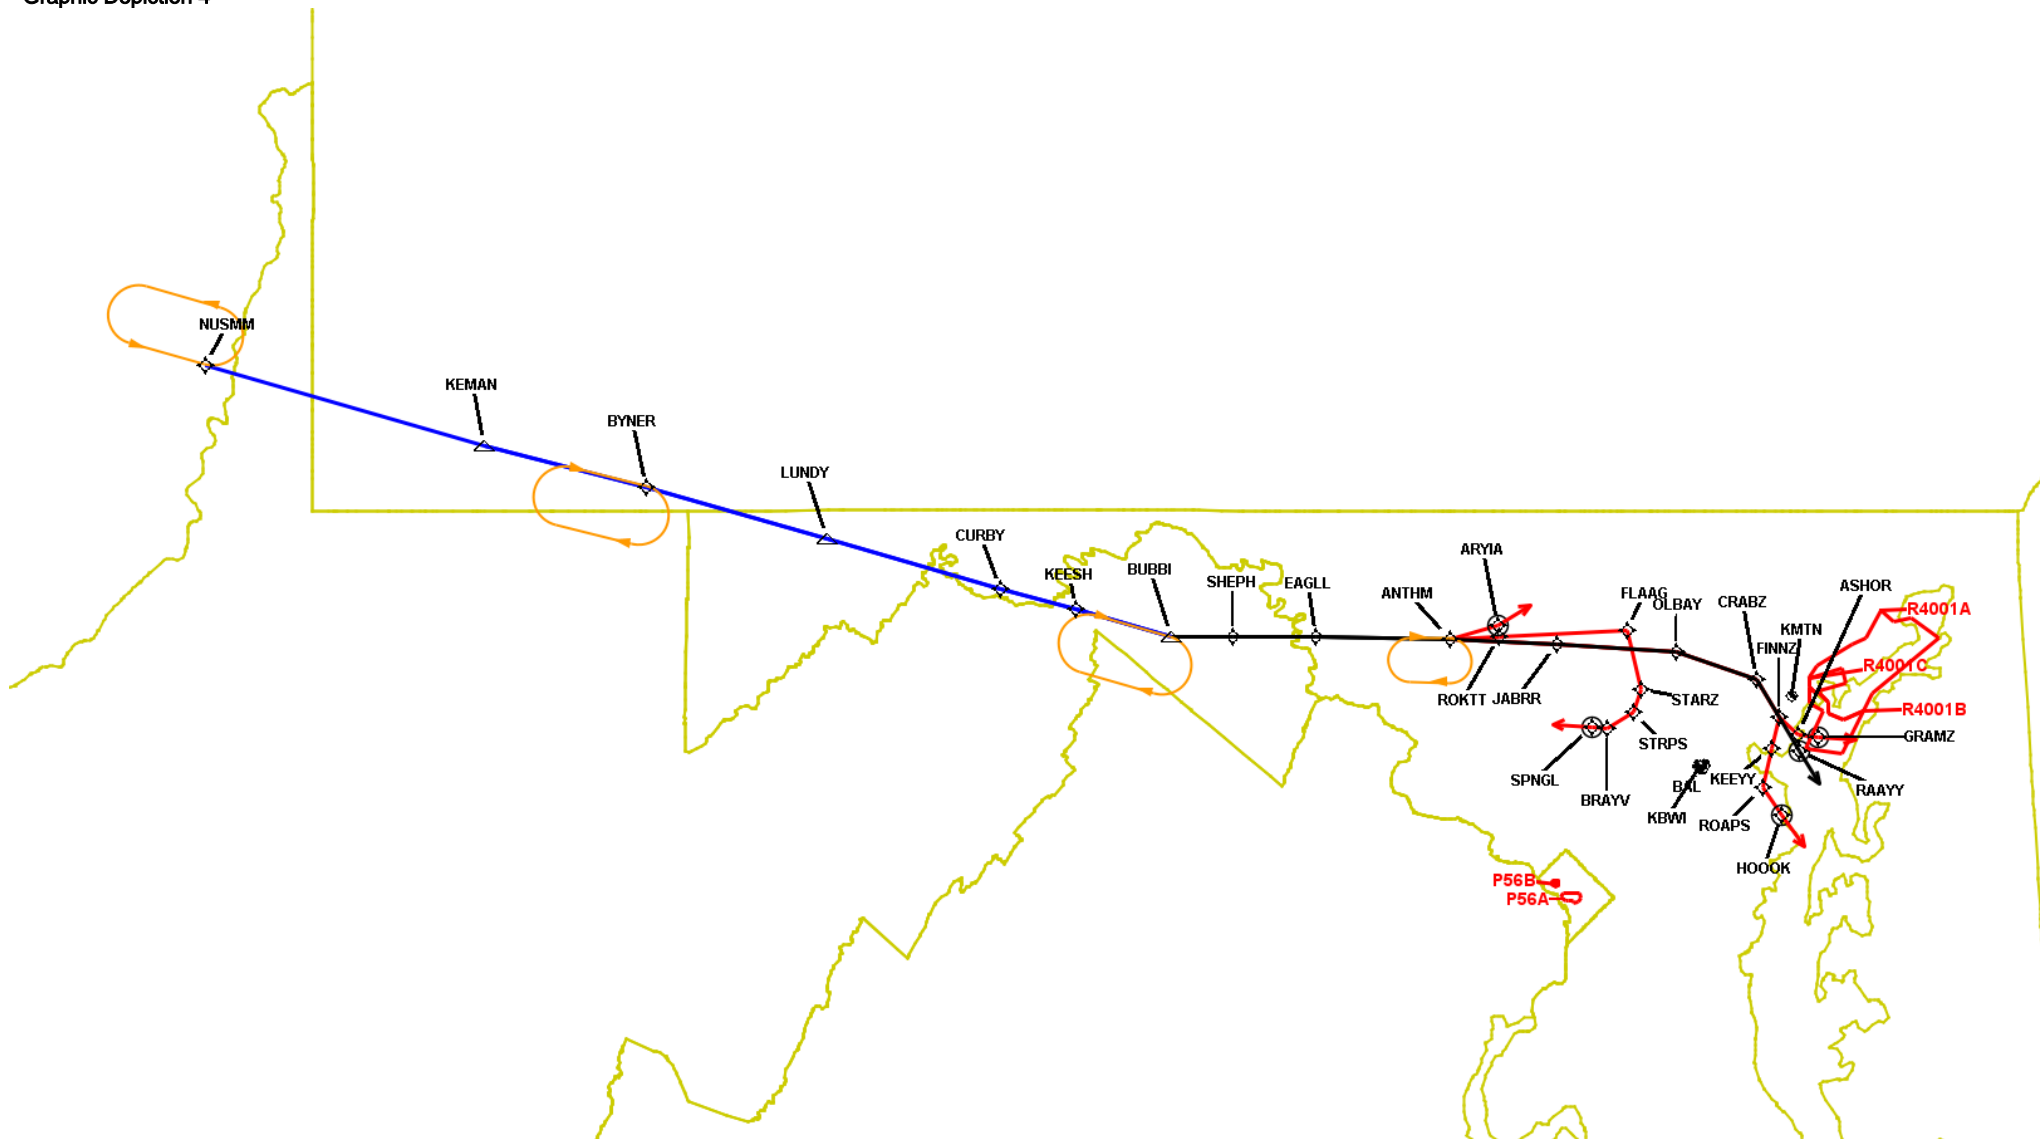 Graphic Depiction 4
NUSMM
KEMAN
BYNER
LUNDY
CURBY
KEESH
BUBBI
SHEPH
EAGLL
ANTHM
ARYIA
FLAAG
OLBAY
CRABZ
ASHOR
R4001A
KMTN
FINNZ
R4001C
ROKTT
JABRR
STARZ
R4001B
STRPS
GRAMZ
SPNGL
BRAYV
KEEYY
BAL
RAAYY
KBWI
ROAPS
HOOOK
P56B
P56A